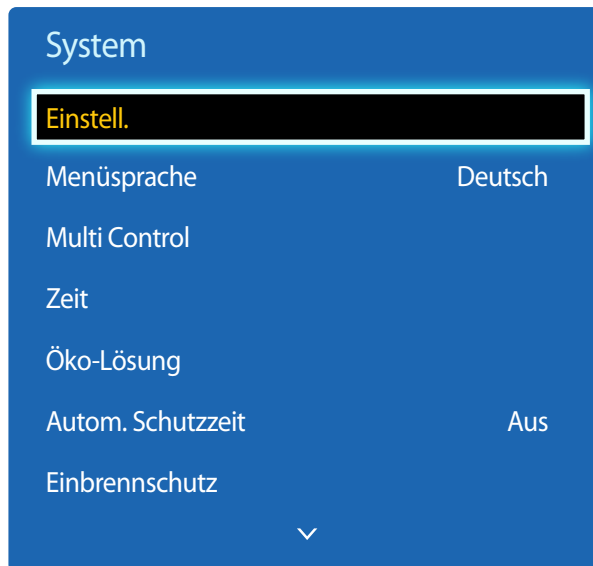 System
Einstell.
Menüsprache Deutsch
Multi Control
Zeit
Öko-Lösung
Autom. Schutzzeit Aus
Einbrennschutz